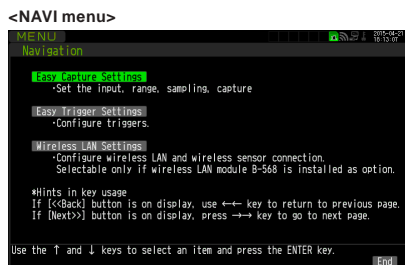 <NAVI menu>
MENU
2015-04-21
16:13:07
Navigation
Easy Capture Settings
·Set the input, range, sampling, capture
Easy Trigger Settings
·Configure triggers.
Wireless LAN Settings
·Configure wireless LAN and wireless sensor connection.
Selectable only if wireless LAN module B-568 is installed as option.
*Hints in key usage
If [<<Back] button is on display, use ←← key to return to previous page.
If [Next>>] button is on display, press →→ key to go to next page.
Use the ↑ and ↓ keys to select an item and press the ENTER key.
End